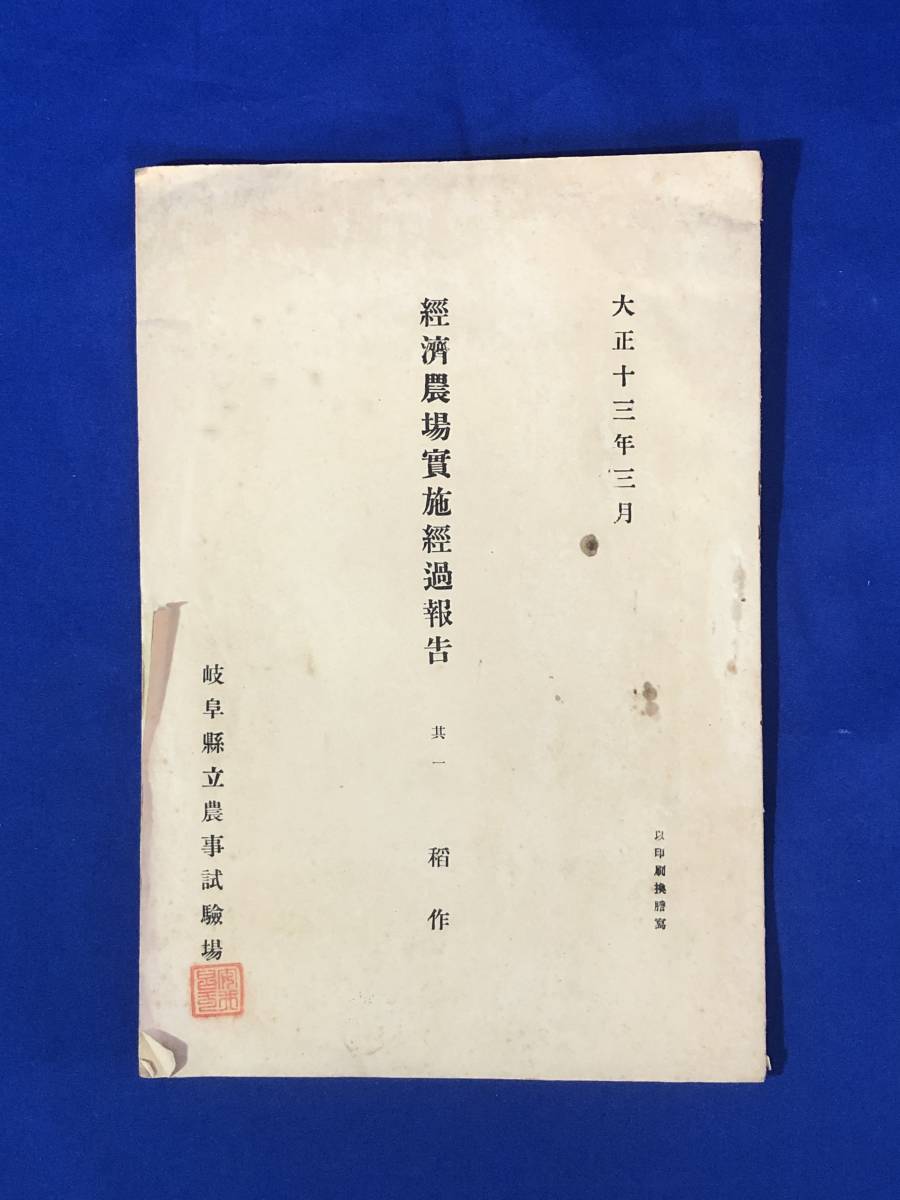 大正十三年三月
以印刷換謄寫
經濟農場實施經過報告 其一 稻作
岐阜縣立農事試驗場